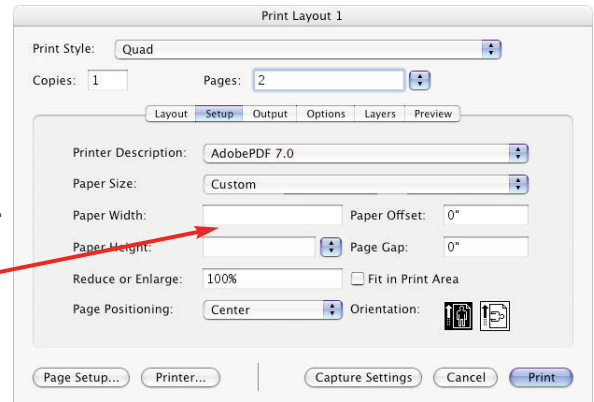 Print Layout 1
Print Style: Quad
Copies: 1 Pages: 2
Layout Setup Output Options Layers Preview
Printer Description: AdobePDF 7.0
Paper Size: Custom
Paper Width: Paper Offset: 0"
Paper Height: Page Gap: 0"
Reduce or Enlarge: 100% Fit in Print Area
Page Positioning: Center Orientation:
Page Setup... Printer... Capture Settings Cancel Print